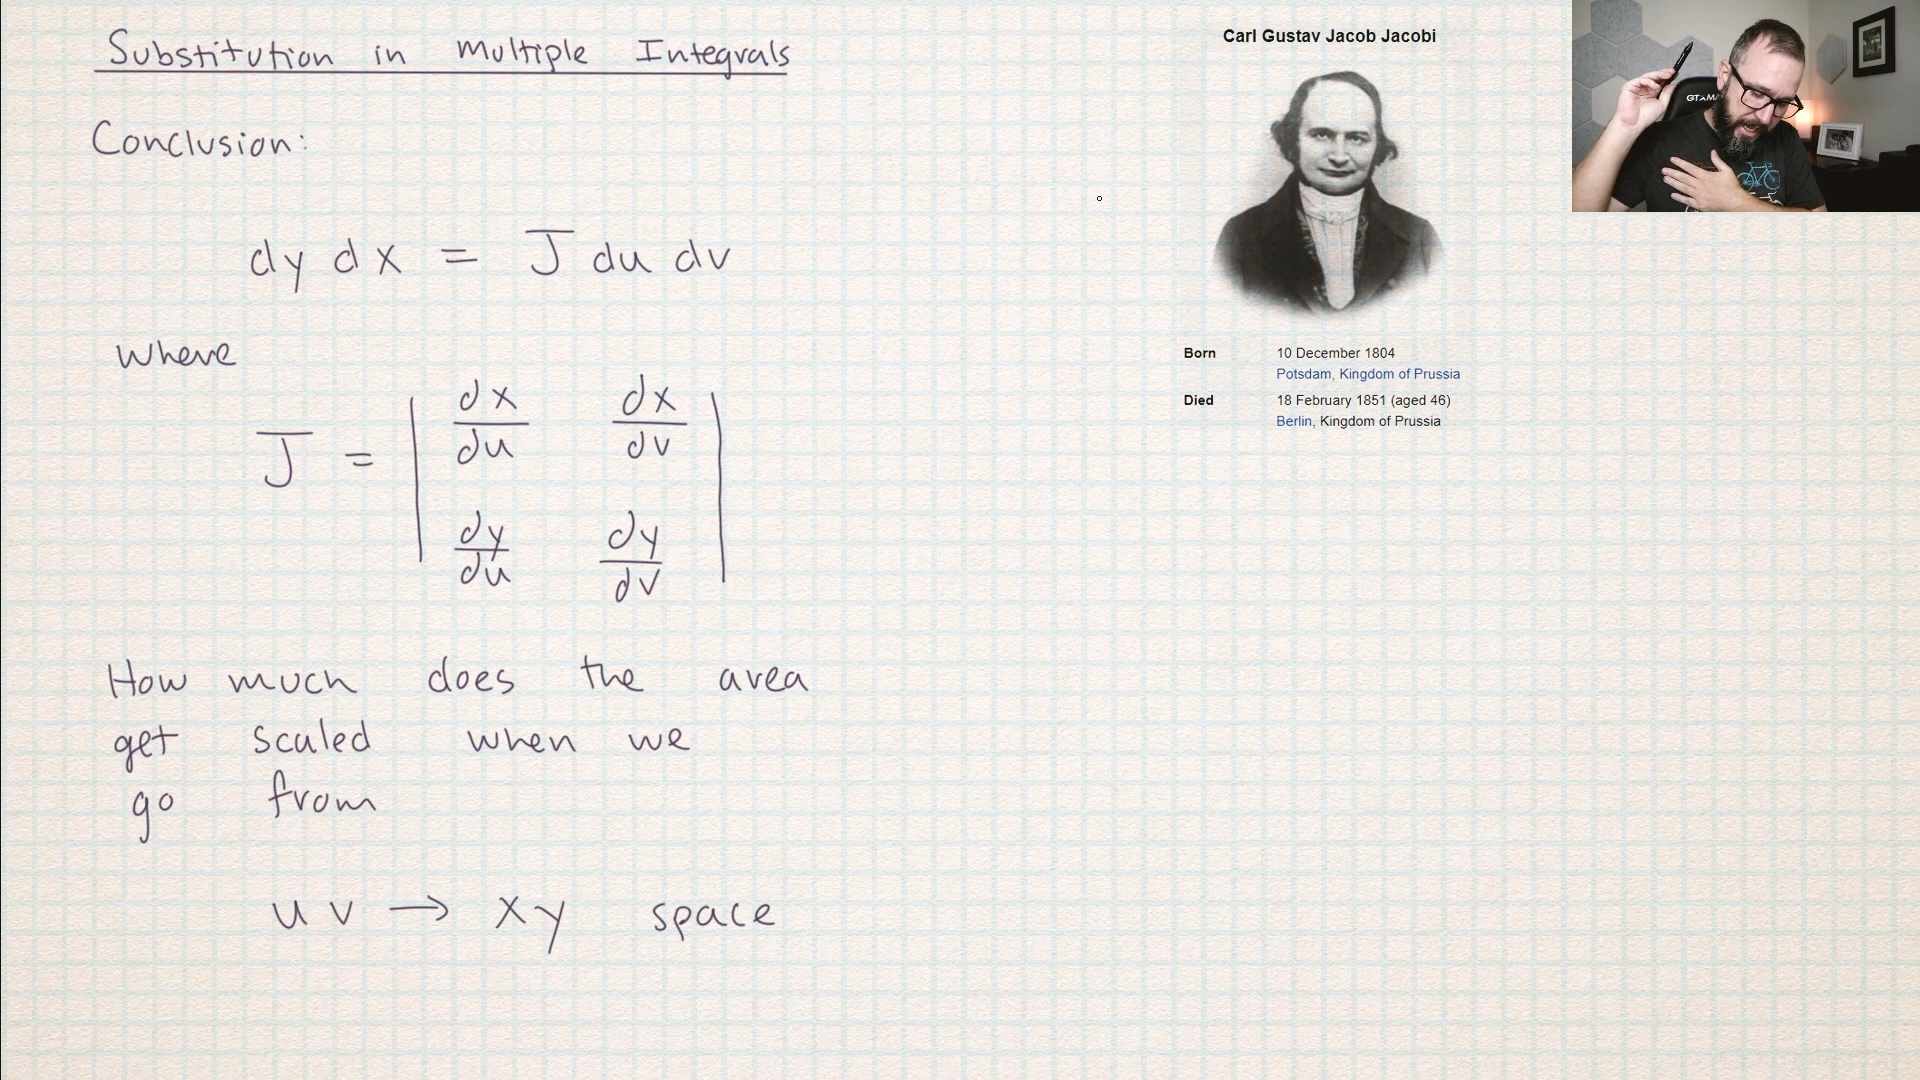 Substitution in Multiple Integrals
Conclusion:
dy dx = J du dv
where
J = | dx/du dx/dv |
| dy/du dy/dv |
How much does the area
get scaled when we
go from
u v → x y space
Carl Gustav Jacob Jacobi
Born 10 December 1804
Potsdam, Kingdom of Prussia
Died 18 February 1851 (aged 46)
Berlin, Kingdom of Prussia